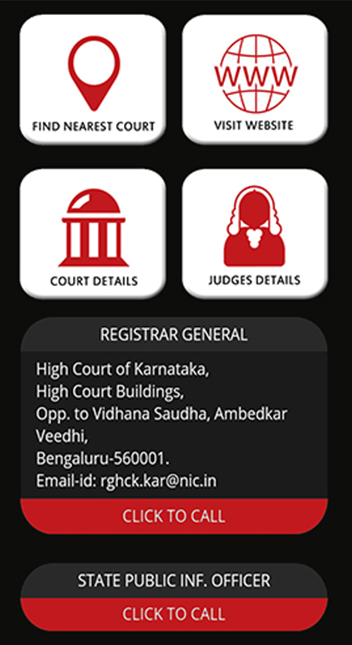 FIND NEAREST COURT
WWW
VISIT WEBSITE
COURT DETAILS
JUDGES DETAILS
REGISTRAR GENERAL
High Court of Karnataka,
High Court Buildings,
Opp. to Vidhana Saudha, Ambedkar
Veedhi,
Bengaluru-560001.
Email-id: rghck.kar@nic.in
CLICK TO CALL
STATE PUBLIC INF. OFFICER
CLICK TO CALL